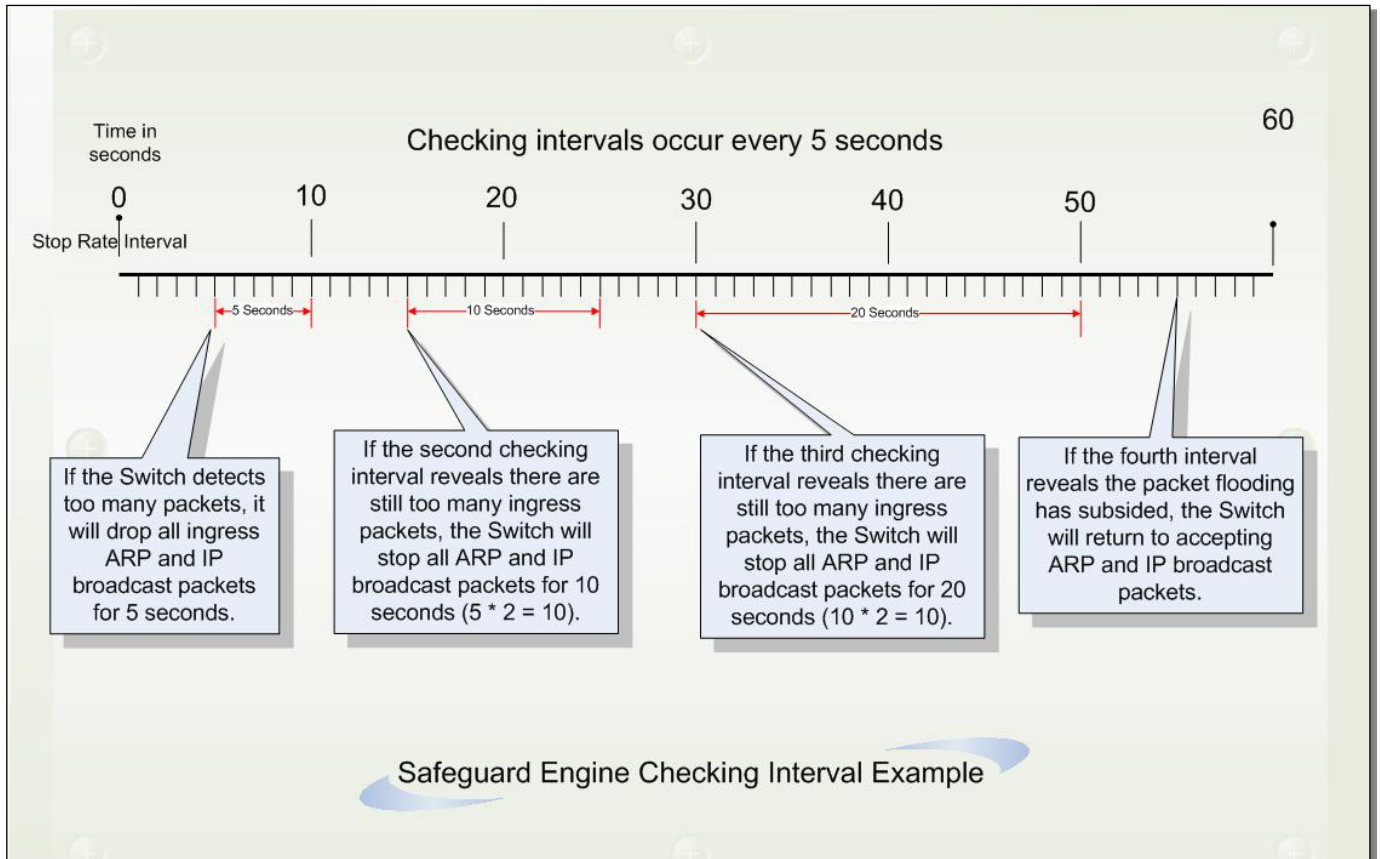 60
Time in
seconds
Checking intervals occur every 5 seconds
0
10
20
30
40
50
Stop Rate Interval
5 Seconds
10 Seconds
20 Seconds
If the Switch detects
too many packets, it
will drop all ingress
ARP and IP
broadcast packets
for 5 seconds.
If the second checking
interval reveals there are
still too many ingress
packets, the Switch will
stop all ARP and IP
broadcast packets for 10
seconds (5 * 2 = 10).
If the third checking
interval reveals there are
still too many ingress
packets, the Switch will
stop all ARP and IP
broadcast packets for 20
seconds (10 * 2 = 10).
If the fourth interval
reveals the packet flooding
has subsided, the Switch
will return to accepting
ARP and IP broadcast
packets.
Safeguard Engine Checking Interval Example